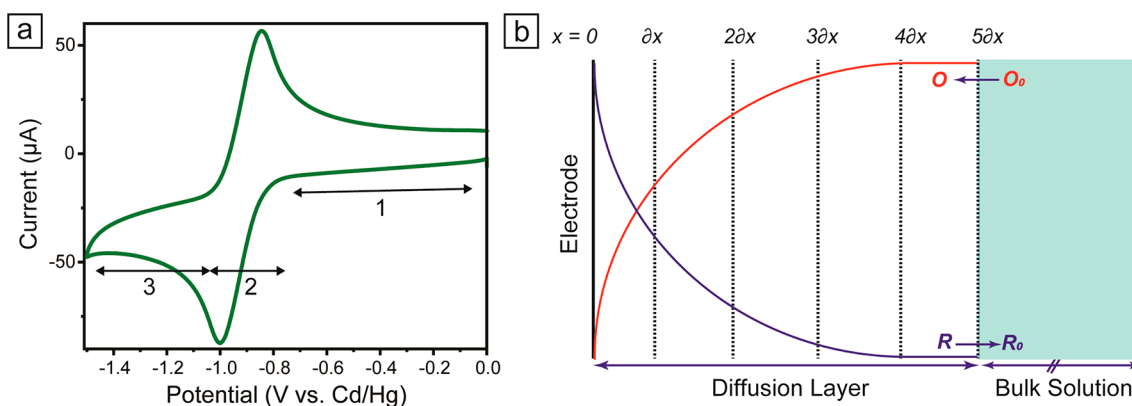 a
50
0
-50
Current (µA)
1
2
3
-1.4
-1.2
-1.0
-0.8
-0.6
-0.4
-0.2
0.0
Potential (V vs. Cd/Hg)
b
x = 0
∂x
2∂x
3∂x
4∂x
5∂x
Electrode
O
O₀
R
R₀
Diffusion Layer
Bulk Solution